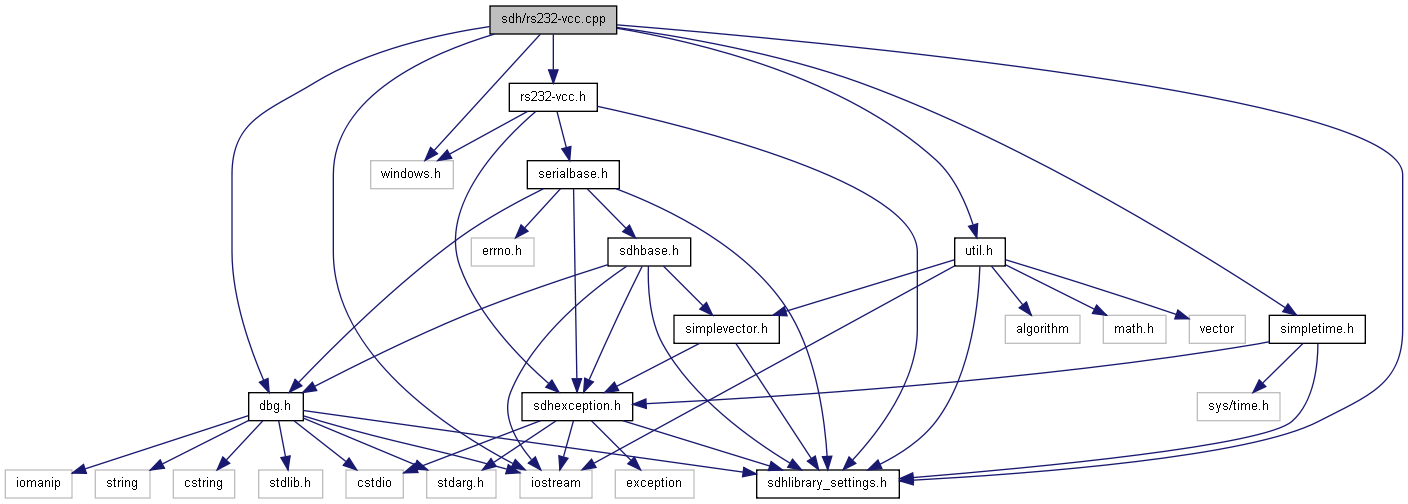 sdh/rs232-vcc.cpp
rs232-vcc.h
windows.h
serialbase.h
errno.h
sdhbase.h
util.h
simplevector.h
algorithm
math.h
vector
simpletime.h
dbg.h
sdhexception.h
sys/time.h
iomanip
string
cstring
stdlib.h
cstdio
stdarg.h
iostream
exception
sdhlibrary_settings.h